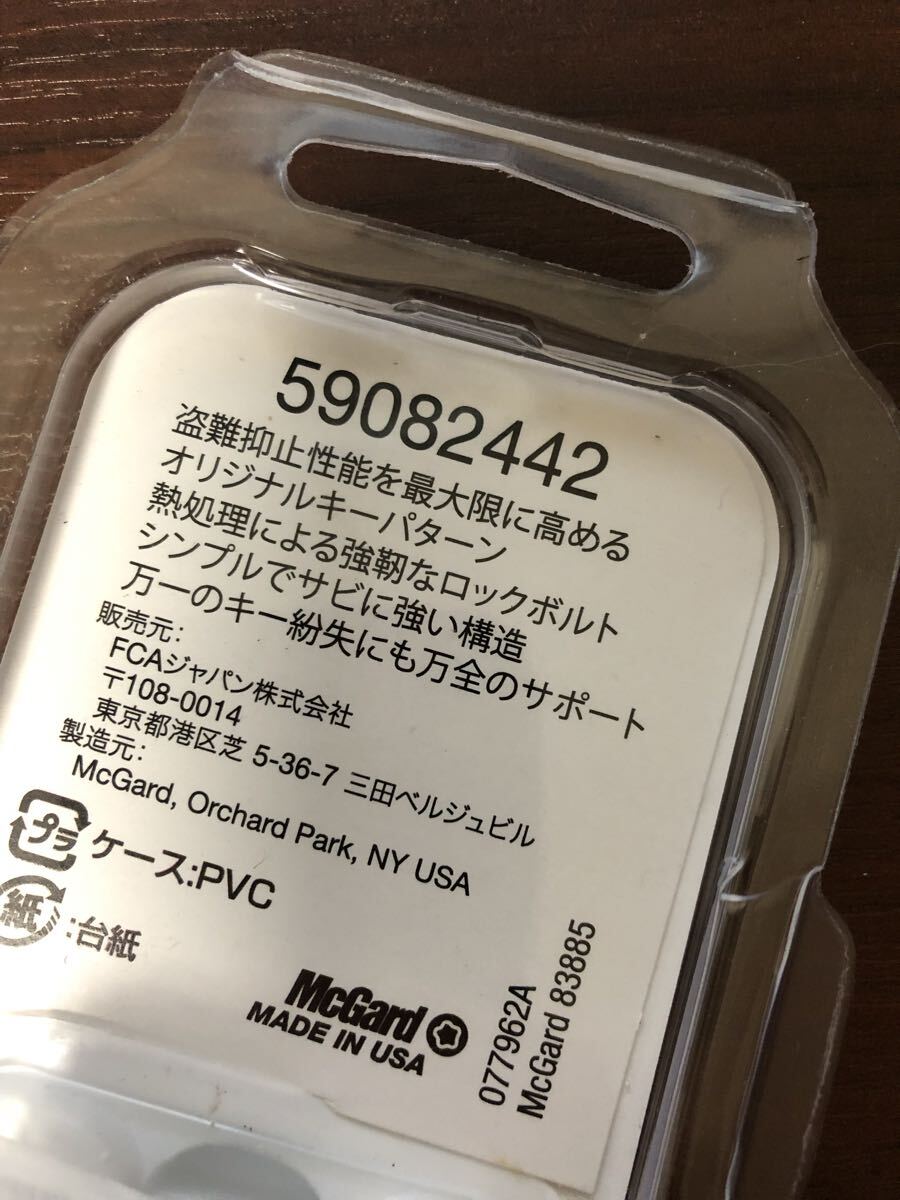 59082442
盗難抑止性能を最大限に高める
オリジナルキーパターン
熱処理による強靭なロックボルト
シンプルでサビに強い構造
万一のキー紛失にも万全のサポート
販売元：
FCAジャパン株式会社
〒108-0014
東京都港区芝 5-36-7 三田ベルジュビル
製造元：
McGard, Orchard Park, NY USA
プラ ケース:PVC
紙 :台紙
McGard
MADE IN USA
077962A
McGard 83885